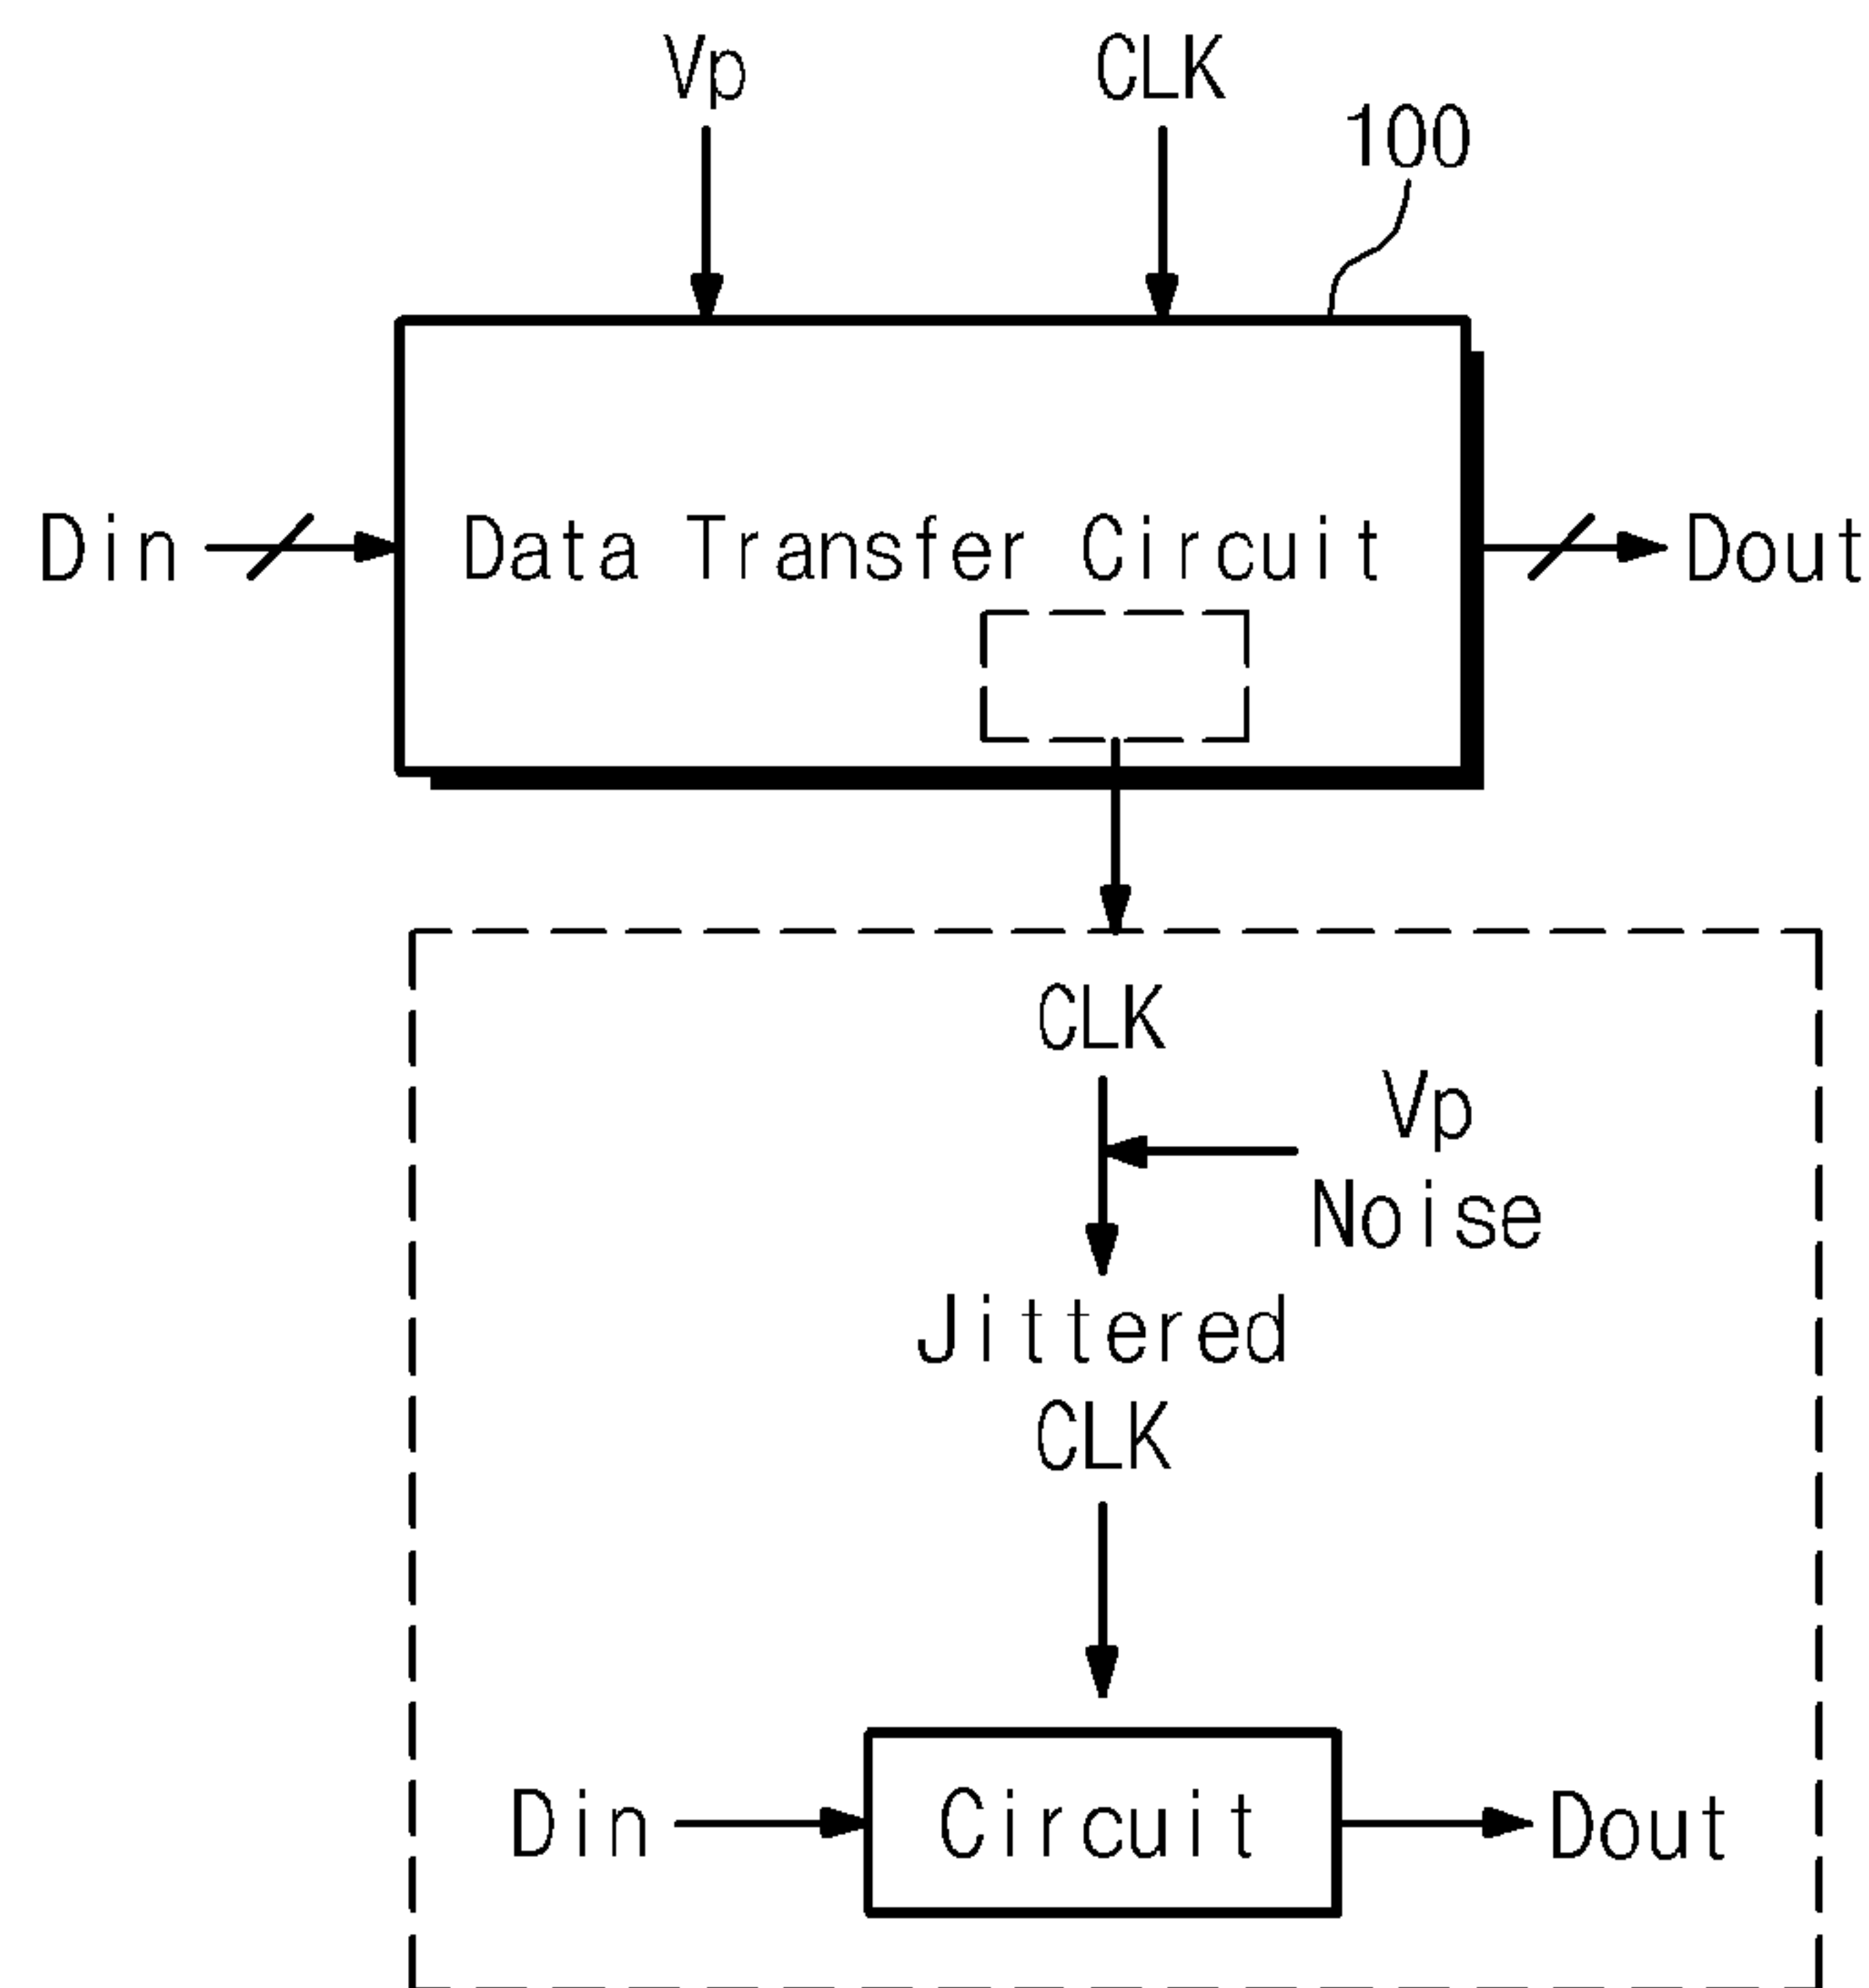 Vp
CLK
100
Din
Data Transfer Circuit
Dout
CLK
Vp
Noise
Jittered
CLK
Din
Circuit
Dout